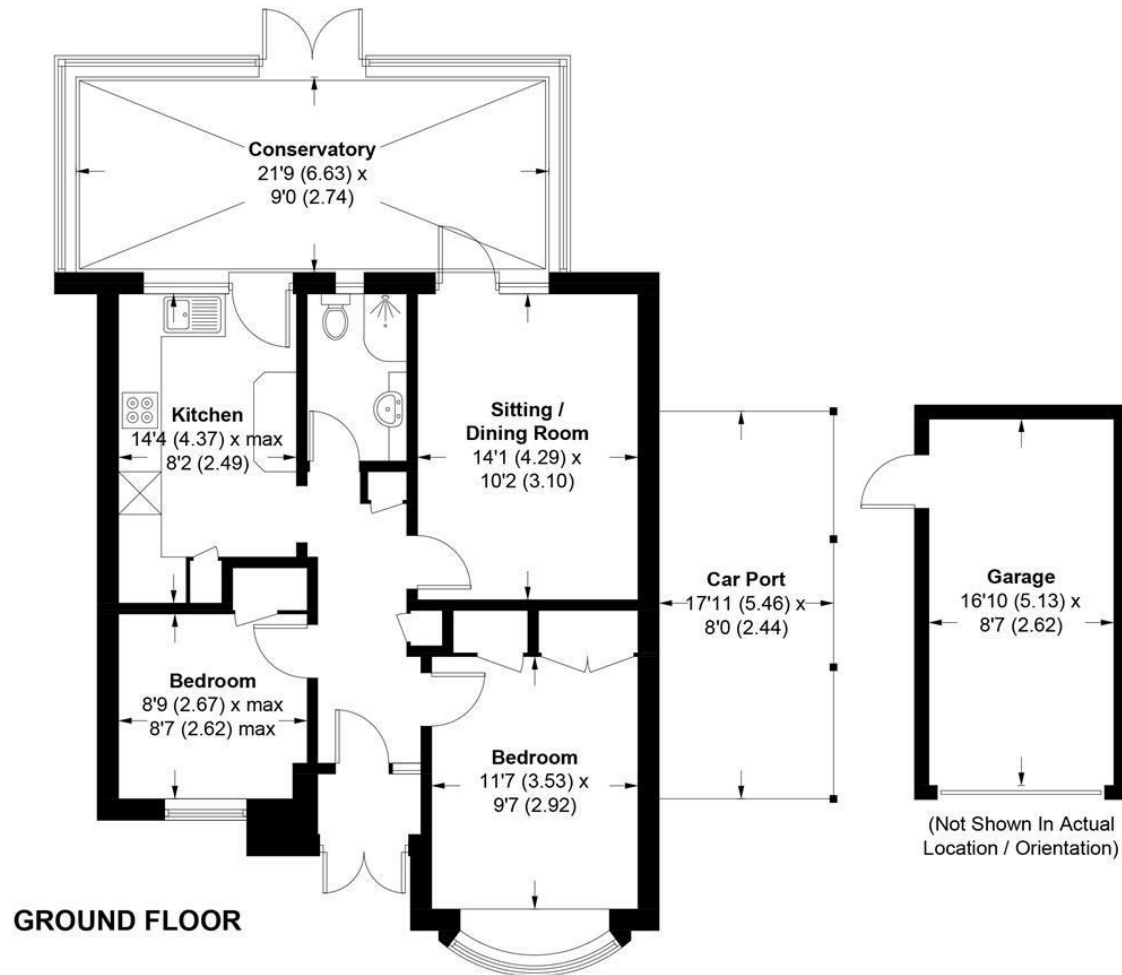 Conservatory
21'9 (6.63) x
9'0 (2.74)
Kitchen
14'4 (4.37) x max
8'2 (2.49)
Sitting /
Dining Room
14'1 (4.29) x
10'2 (3.10)
Car Port
17'11 (5.46) x
8'0 (2.44)
Garage
16'10 (5.13) x
8'7 (2.62)
Bedroom
8'9 (2.67) x max
8'7 (2.62) max
Bedroom
11'7 (3.53) x
9'7 (2.92)
(Not Shown In Actual
Location / Orientation)
GROUND FLOOR